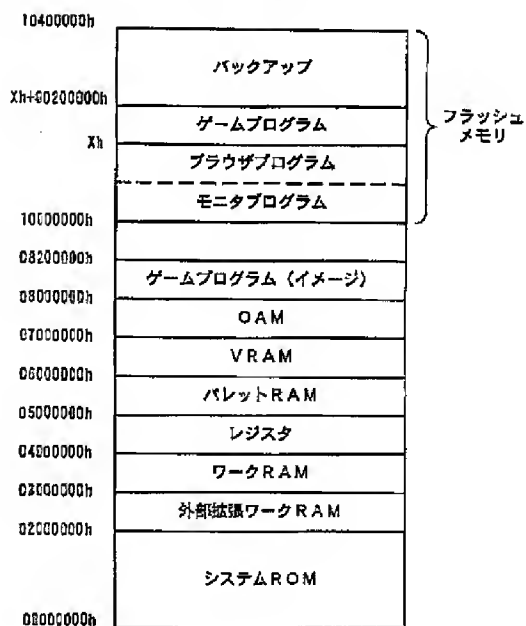 10400000h
バックアップ
Xh+00200000h
ゲームプログラム
Xh
ブラウザプログラム
フラッシュ
メモリ
モニタプログラム
10000000h
08200000h
ゲームプログラム(イメージ)
08000000h
OAM
07000000h
VRAM
06000000h
パレットRAM
05000000h
レジスタ
04000000h
ワークRAM
03000000h
外部拡張ワークRAM
02000000h
システムROM
00000000h